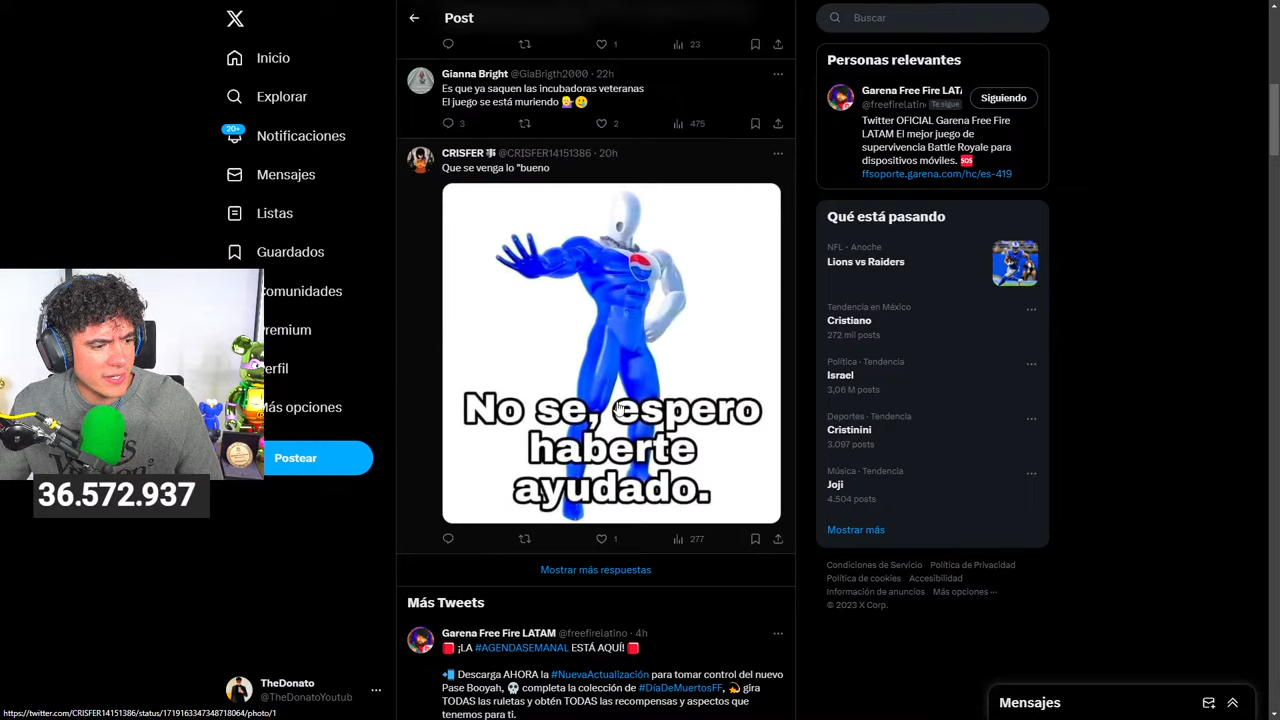 Inicio
Explorar
20+
Notificaciones
Mensajes
Listas
Guardados
Comunidades
Premium
erfil
Más opciones
Postear
36.572.937
TheDonato
@TheDonatoYoutub
https://twitter.com/CRISFER14151386/status/1719163347348718064/photo/1
Post
1
23
Gianna Bright @GiaBrigth2000 · 22h
Es que ya saquen las incubadoras veteranas
El juego se está muriendo
3
2
475
CRISFER @CRISFER14151386 · 20h
Que se venga lo "bueno
No se, espero
haberte
ayudado.
1
277
Mostrar más respuestas
Más Tweets
Garena Free Fire LATAM @freefirelatino · 4h
¡LA #AGENDASEMANAL ESTÁ AQUÍ!
Descarga AHORA la #NuevaActualización para tomar control del nuevo
Pase Booyah, completa la colección de #DíaDeMuertosFF, gira
TODAS las ruletas y obtén TODAS las recompensas y aspectos que
tenemos para ti.
Buscar
Personas relevantes
Garena Free Fire LATA
@freefirelatin
Te sigue
Siguiendo
Twitter OFICIAL Garena Free Fire
LATAM El mejor juego de
supervivencia Battle Royale para
dispositivos móviles. SOS
ffsoporte.garena.com/hc/es-419
Qué está pasando
NFL · Anoche
Lions vs Raiders
Tendencia en México
Cristiano
272 mil posts
Política · Tendencia
Israel
3,06 M posts
Deportes · Tendencia
Cristinini
3.097 posts
Música · Tendencia
Joji
4.504 posts
Mostrar más
Condiciones de Servicio Política de Privacidad
Política de cookies Accesibilidad
Información de anuncios Más opciones ···
© 2023 X Corp.
Mensajes